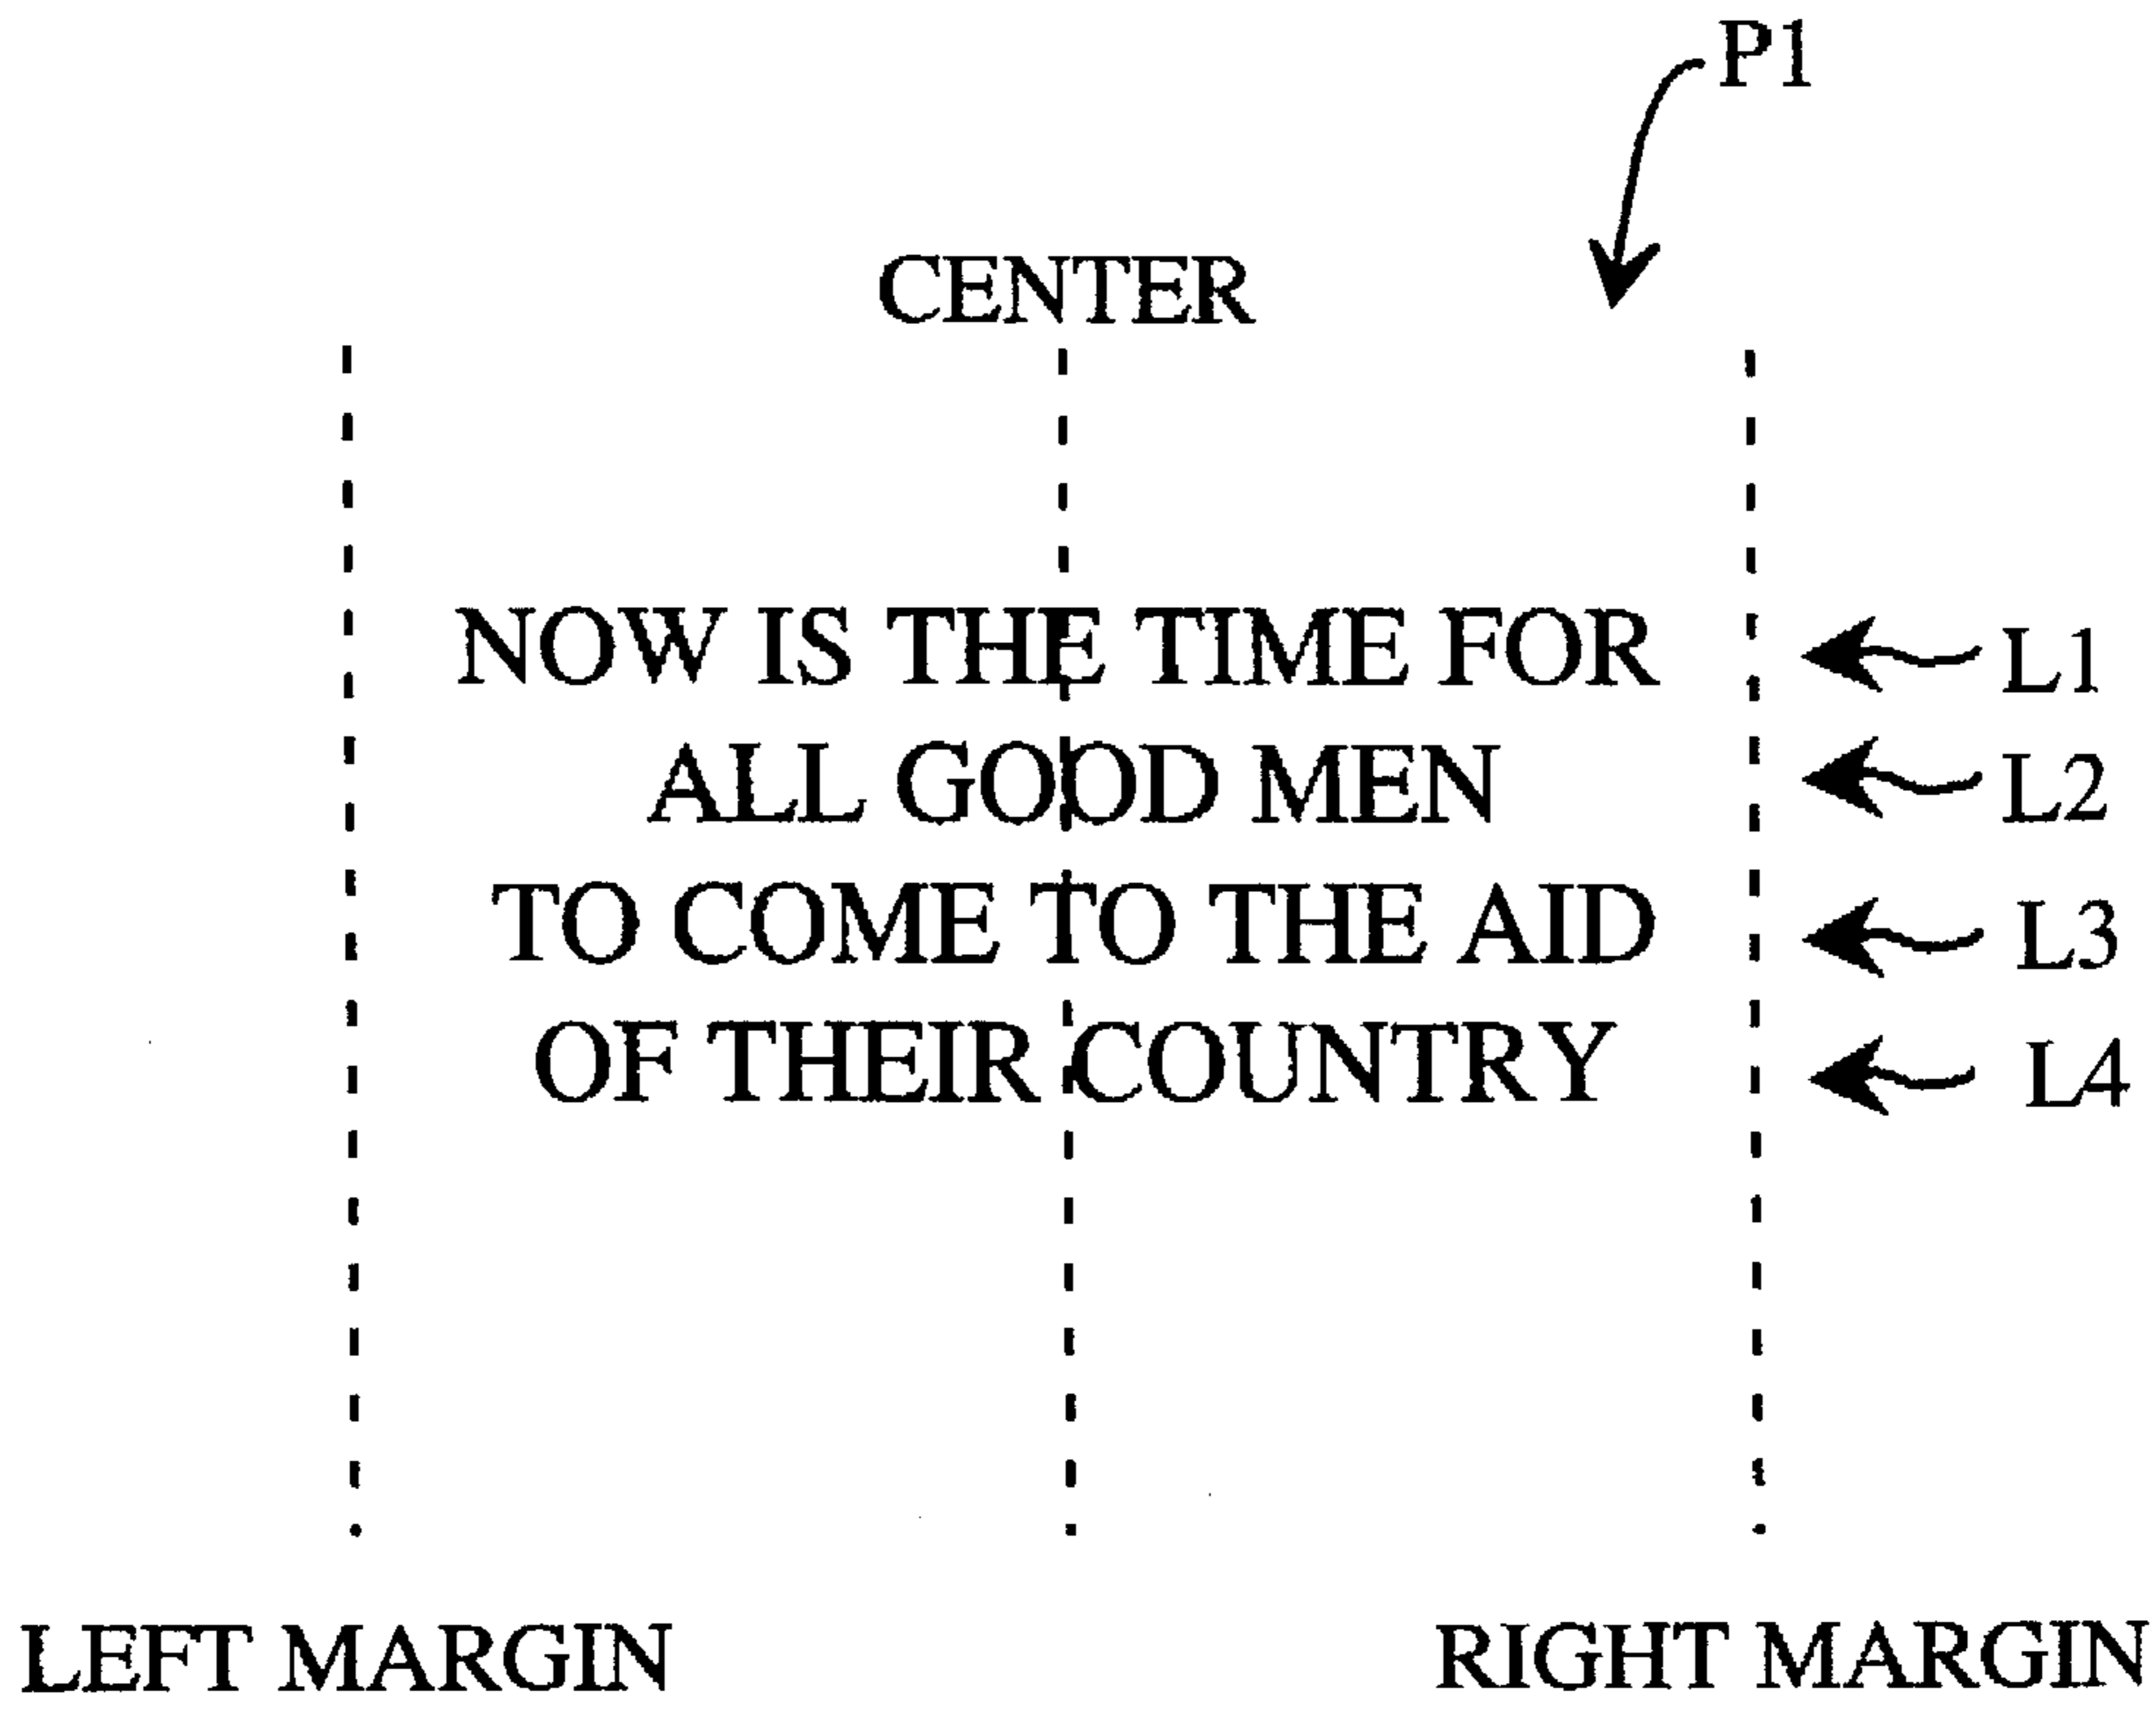 P1
CENTER
NOW IS THE TIME FOR L1
ALL GOOD MEN L2
TO COME TO THE AID L3
OF THEIR COUNTRY L4
LEFT MARGIN RIGHT MARGIN